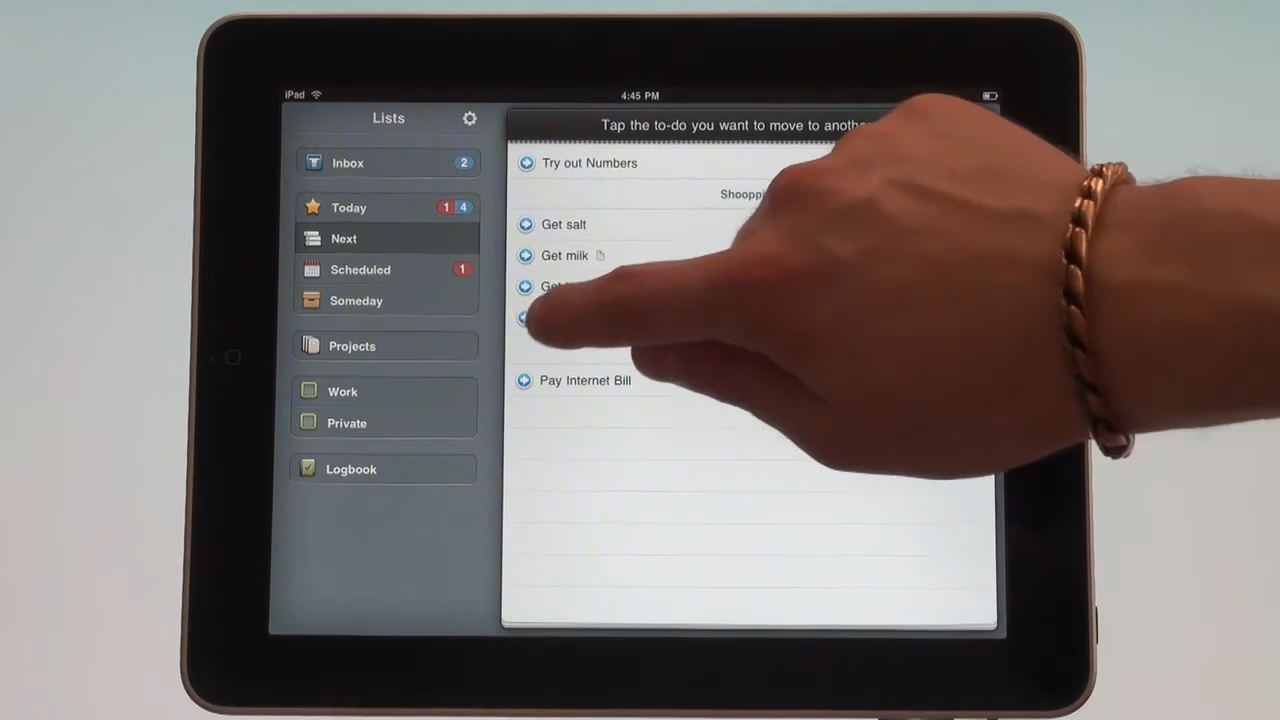 iPad
4:45 PM
Lists
Tap the to-do you want to move to anothe
Inbox 2
Try out Numbers
Shooppi
Today 1 4
Get salt
Next
Get milk
Scheduled 1
Get
Someday
Projects
Pay Internet Bill
Work
Private
Logbook